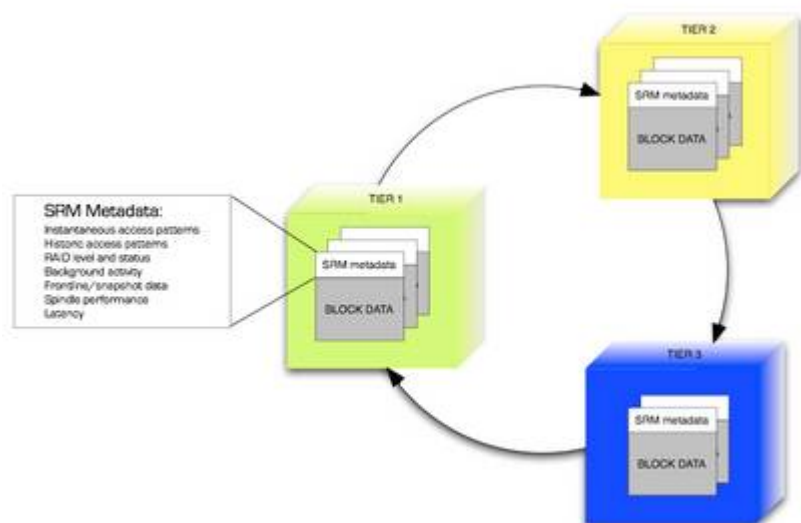 TIER 2
SRM metadata
BLOCK DATA
TIER 1
SRM metadata
BLOCK DATA
SRM Metadata:
Instantaneous access patterns
Historic access patterns
RAID level and status
Background activity
Frontline/snapshot data
Spindle performance
Latency
TIER 3
SRM metadata
BLOCK DATA